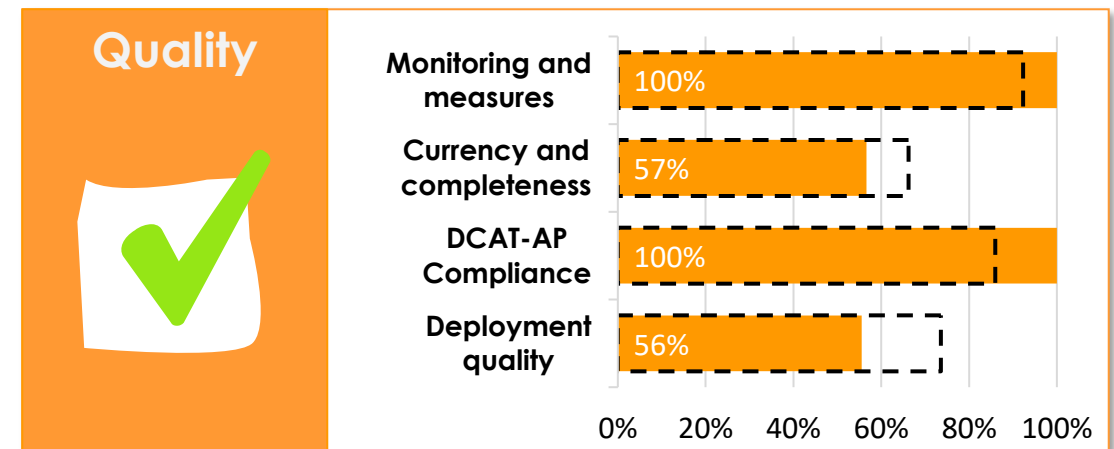 Quality
Monitoring and
measures
100%
Currency and
completeness
57%
DCAT-AP
Compliance
100%
Deployment
quality
56%
0% 20% 40% 60% 80% 100%